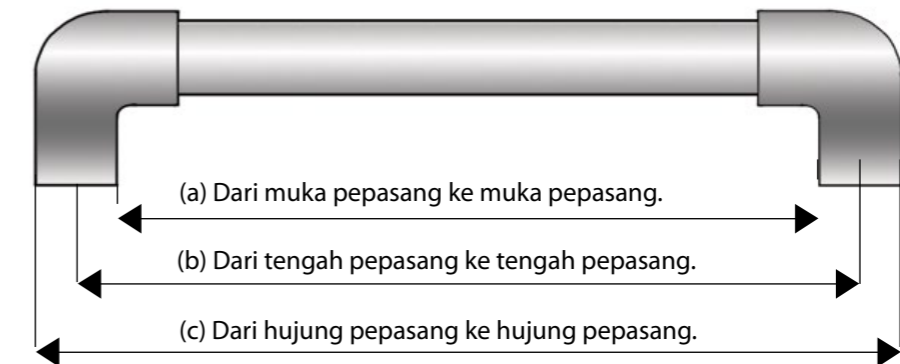 (a) Dari muka pepasang ke muka pepasang.
(b) Dari tengah pepasang ke tengah pepasang.
(c) Dari hujung pepasang ke hujung pepasang.